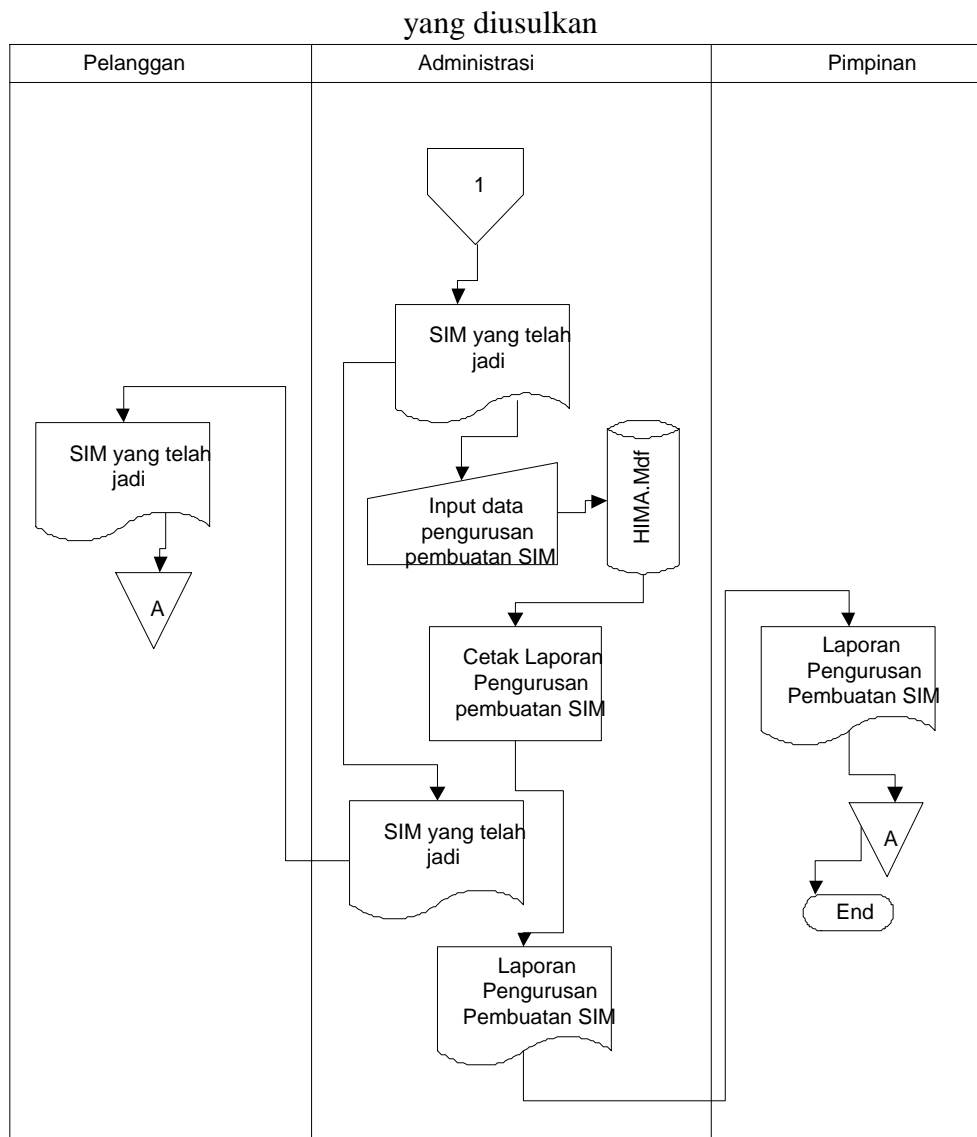 yang diusulkan
Pelanggan
Administrasi
Pimpinan
1
SIM yang telah
jadi
SIM yang telah
jadi
Input data
pengurusan
pembuatan SIM
HIMA.Mdf
A
Cetak Laporan
Pengurusan
pembuatan SIM
Laporan
Pengurusan
Pembuatan SIM
SIM yang telah
jadi
A
End
Laporan
Pengurusan
Pembuatan SIM